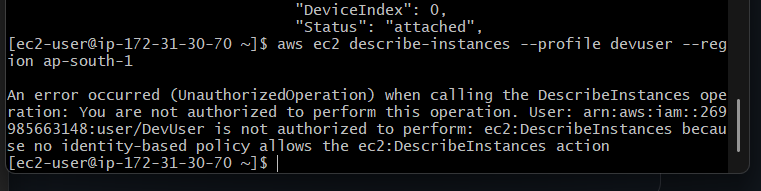 "DeviceIndex": 0,
"Status": "attached",
[ec2-user@ip-172-31-30-70 ~]$ aws ec2 describe-instances --profile devuser --reg
ion ap-south-1
An error occurred (UnauthorizedOperation) when calling the DescribeInstances ope
ration: You are not authorized to perform this operation. User: arn:aws:iam::269
985663148:user/DevUser is not authorized to perform: ec2:DescribeInstances becau
se no identity-based policy allows the ec2:DescribeInstances action
[ec2-user@ip-172-31-30-70 ~]$